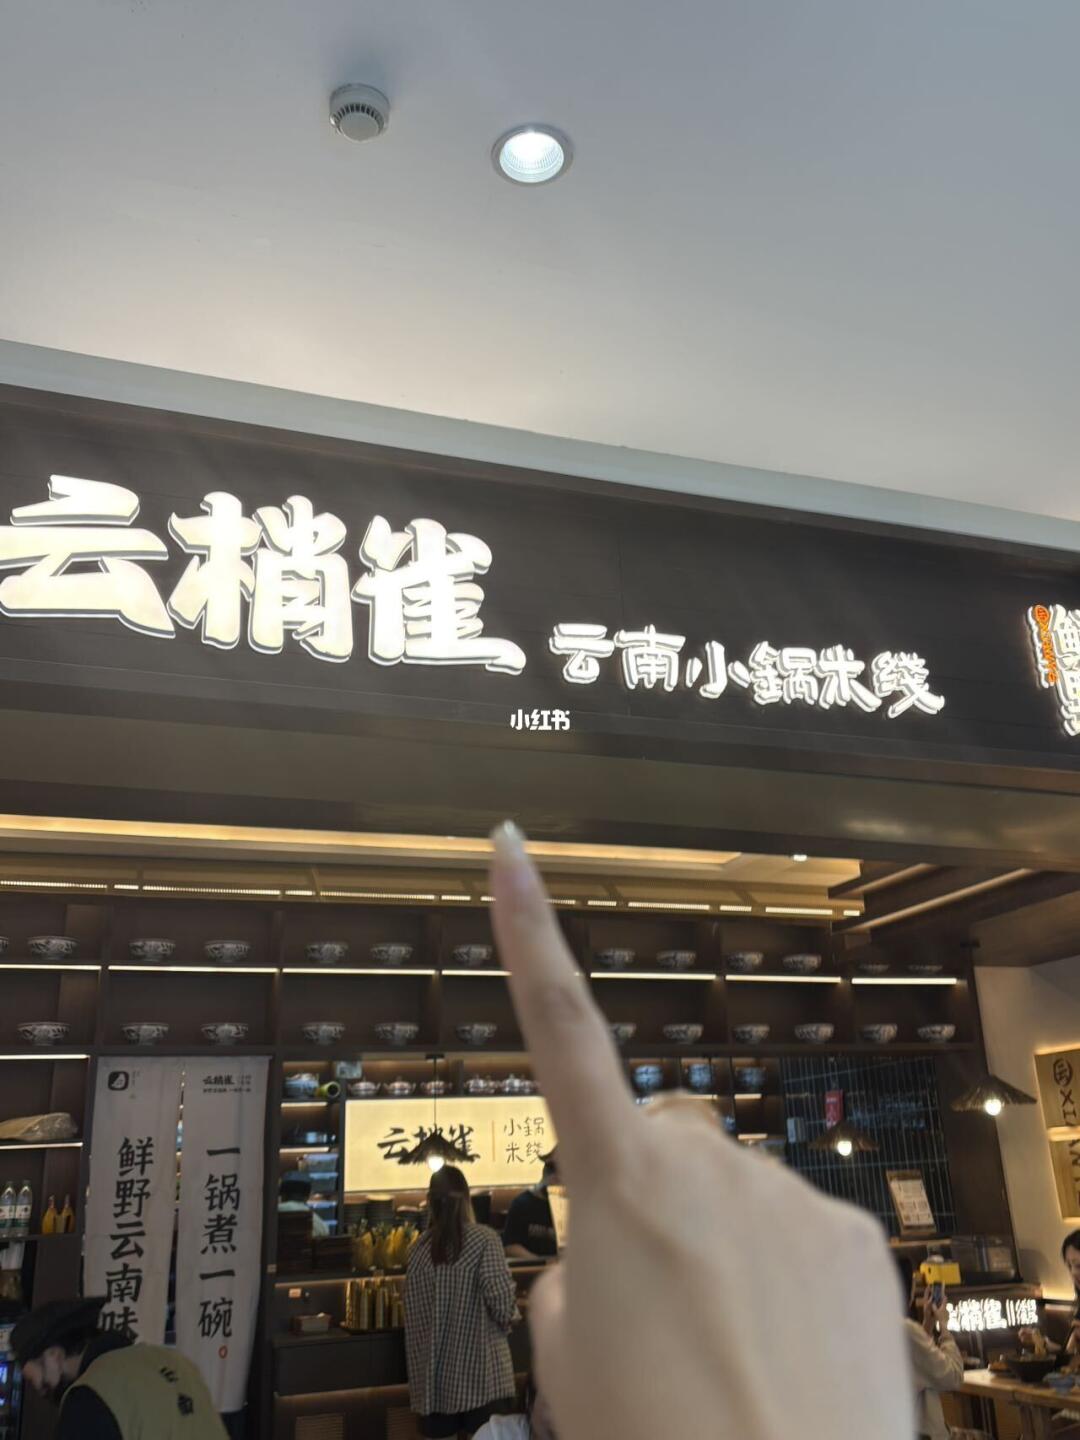 云梢雀
云南小锅米线
小红书
云梢雀
鲜野云南味
一锅煮一碗
云梢雀
小锅
米线